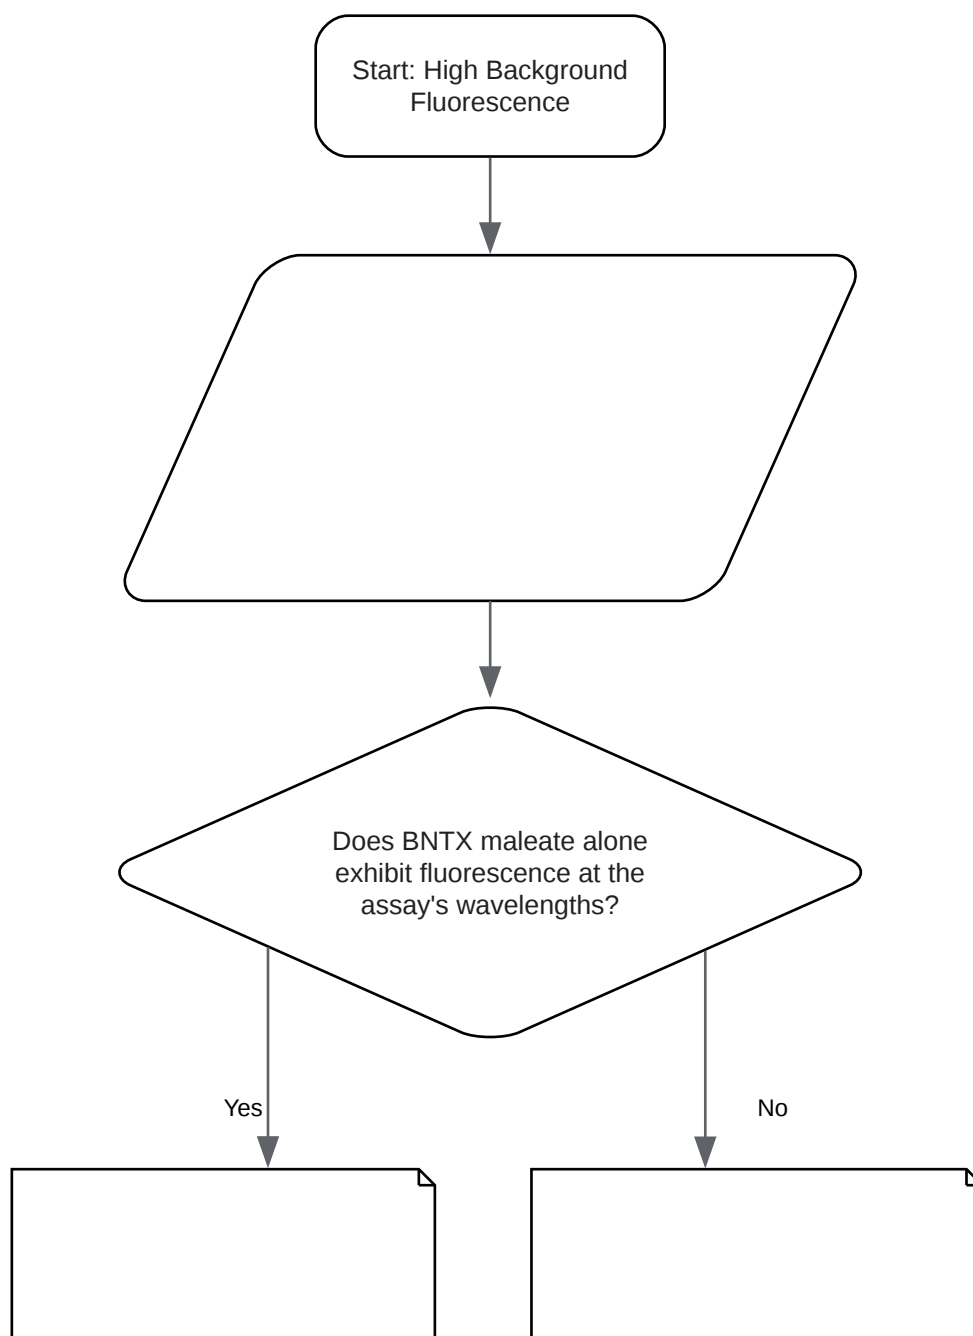 Start: High Background
Fluorescence
Does BNTX maleate alone
exhibit fluorescence at the
assay's wavelengths?
Yes
No